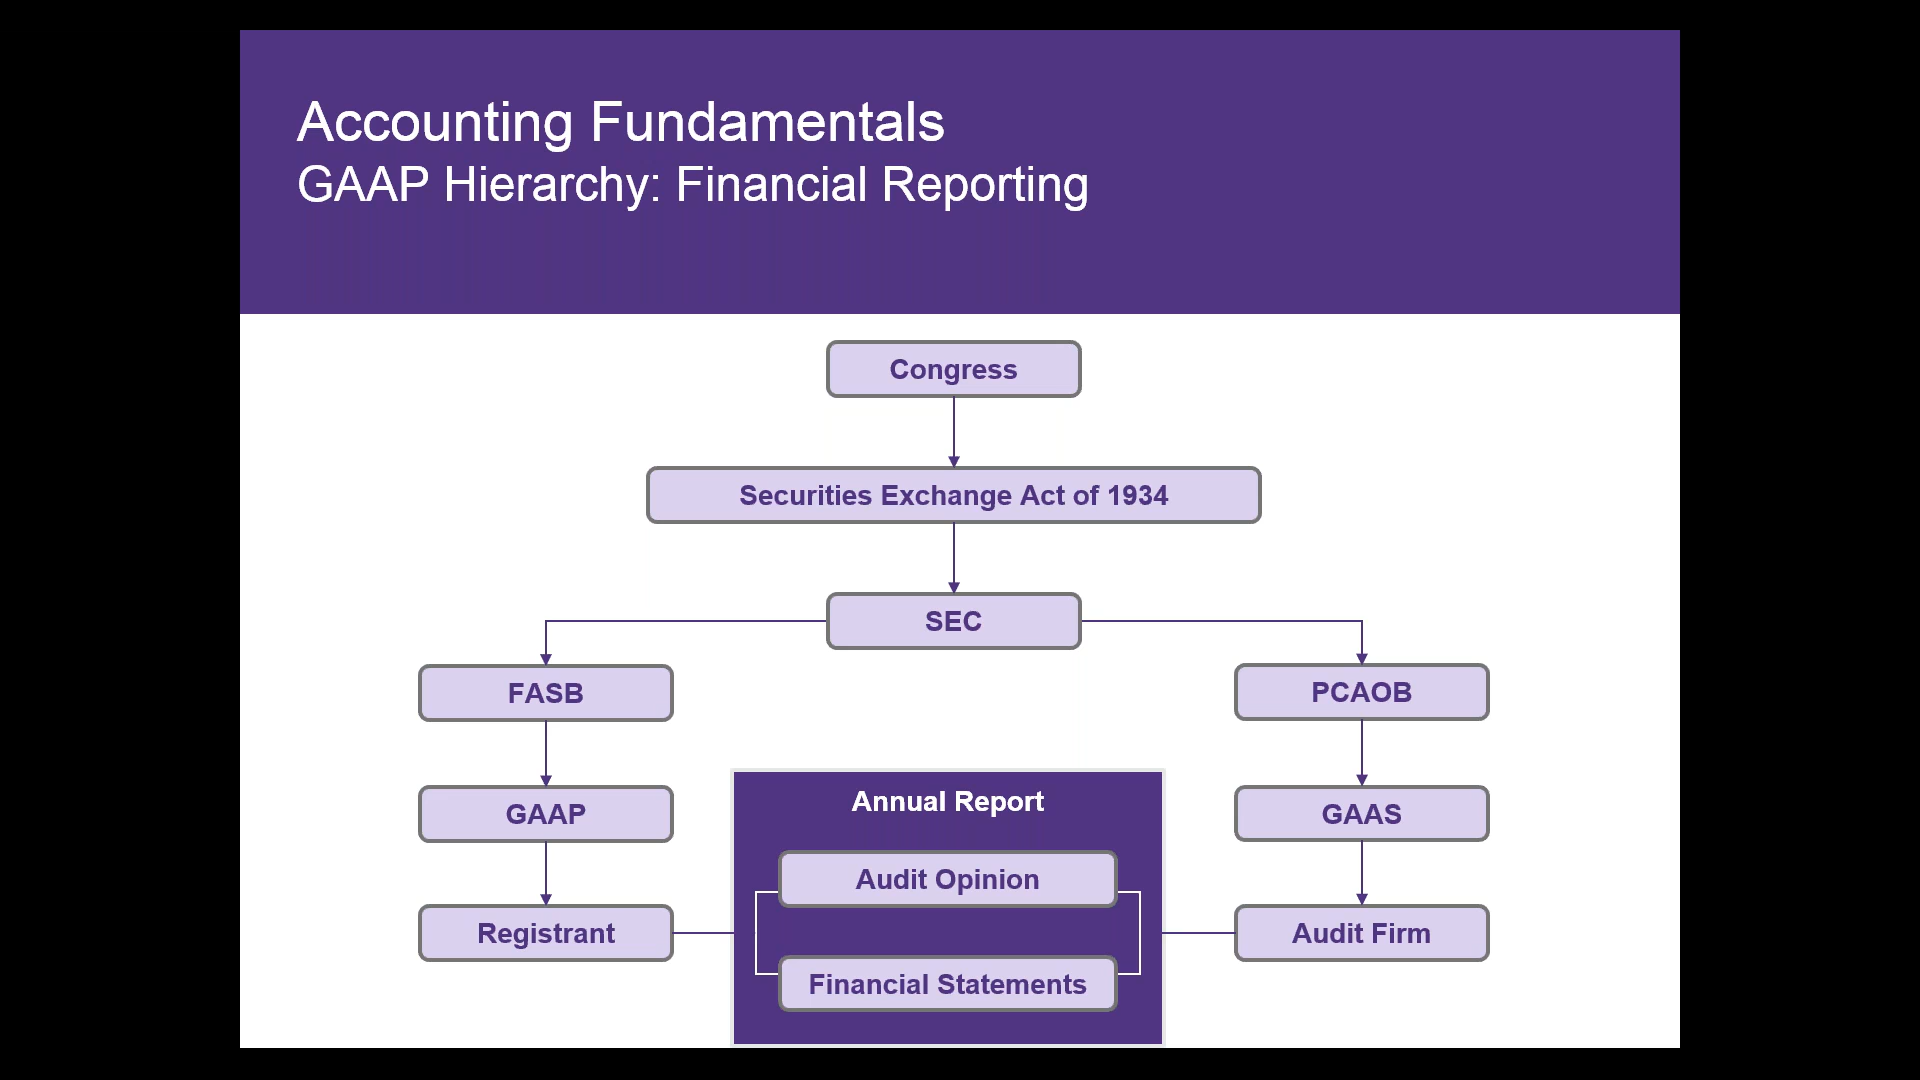 Accounting Fundamentals
GAAP Hierarchy: Financial Reporting
Congress
Securities Exchange Act of 1934
SEC
FASB
PCAOB
GAAP
Annual Report
GAAS
Audit Opinion
Registrant
Audit Firm
Financial Statements